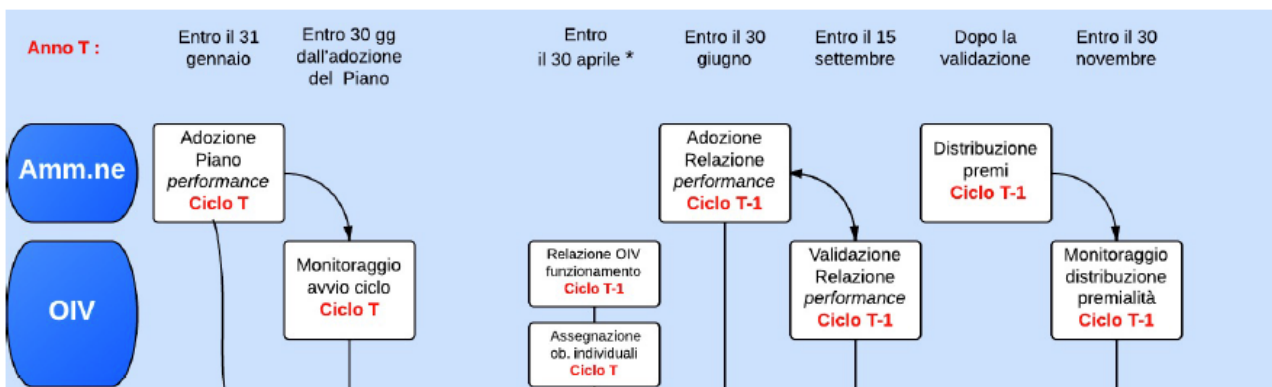 Anno T :
Entro il 31
gennaio
Entro 30 gg
dall'adozione
del Piano
Entro
il 30 aprile *
Entro il 30
giugno
Entro il 15
settembre
Dopo la
validazione
Entro il 30
novembre
Amm.ne
Adozione
Piano
performance
Ciclo T
Adozione
Relazione
performance
Ciclo T-1
Distribuzione
premi
Ciclo T-1
OIV
Monitoraggio
avvio ciclo
Ciclo T
Relazione OIV
funzionamento
Ciclo T-1
Assegnazione
ob. individuali
Ciclo T
Validazione
Relazione
performance
Ciclo T-1
Monitoraggio
distribuzione
premialità
Ciclo T-1